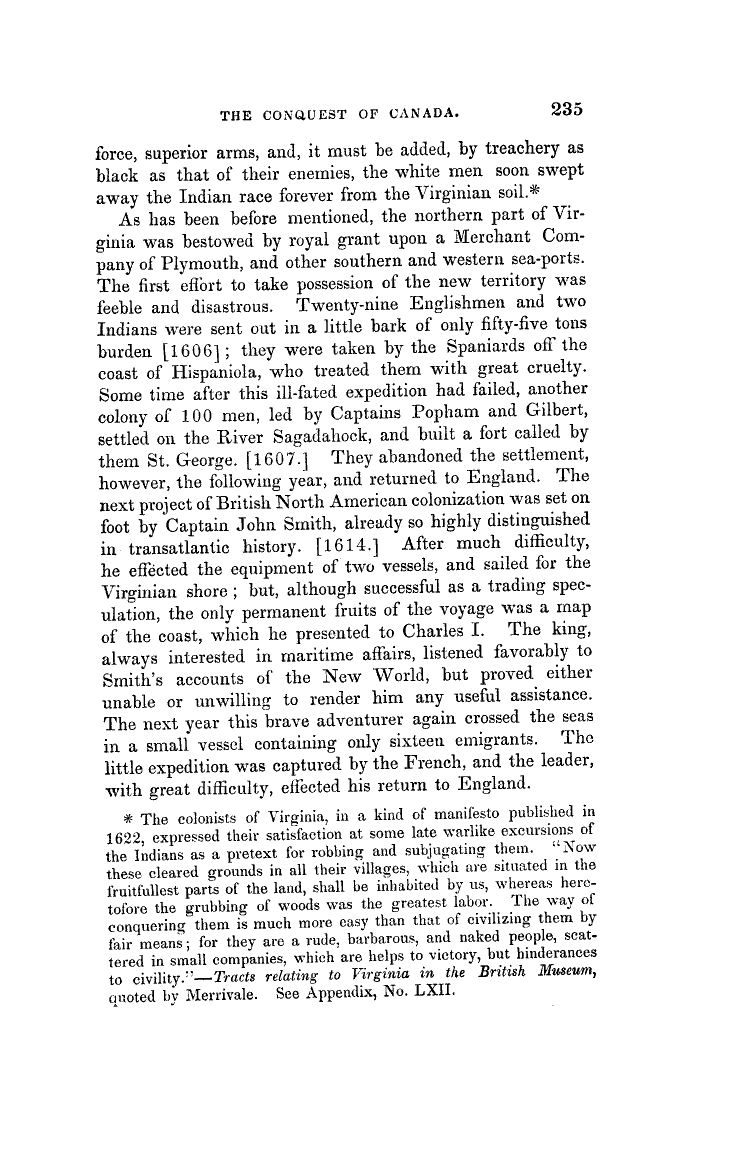 THE CONQUEST OF CANADA. 235
force, superior arms, and, it must be added, by treachery as
black as that of their enemies, the white men soon swept
away the Indian race forever from the Virginian soil.*
As has been before mentioned, the northern part of Vir-
ginia was bestowed by royal grant upon a Merchant Com-
pany of Plymouth, and other southern and western sea-ports.
The first effort to take possession of the new territory was
feeble and disastrous. Twenty-nine Englishmen and two
Indians were sent out in a little bark of only fifty-five tons
burden [1606]; they were taken by the Spaniards off the
coast of Hispaniola, who treated them with great cruelty.
Some time after this ill-fated expedition had failed, another
colony of 100 men, led by Captains Popham and Gilbert,
settled on the River Sagadahock, and built a fort called by
them St. George. [1607.] They abandoned the settlement,
however, the following year, and returned to England. The
next project of British North American colonization was set on
foot by Captain John Smith, already so highly distinguished
in transatlantic history. [1614.] After much difficulty,
he effected the equipment of two vessels, and sailed for the
Virginian shore; but, although successful as a trading spec-
ulation, the only permanent fruits of the voyage was a map
of the coast, which he presented to Charles I. The king,
always interested in maritime affairs, listened favorably to
Smith's accounts of the New World, but proved either
unable or unwilling to render him any useful assistance.
The next year this brave adventurer again crossed the seas
in a small vessel containing only sixteen emigrants. The
little expedition was captured by the French, and the leader,
with great difficulty, effected his return to England.
* The colonists of Virginia, in a kind of manifesto published in
1622, expressed their satisfaction at some late warlike excursions of
the Indians as a pretext for robbing and subjugating them. "Now
these cleared grounds in all their villages, which are situated in the
fruitfullest parts of the land, shall be inhabited by us, whereas here-
tofore the grubbing of woods was the greatest labor. The way of
conquering them is much more easy than that of civilizing them by
fair means; for they are a rude, barbarous, and naked people, scat-
tered in small companies, which are helps to victory, but hinderances
to civility."—Tracts relating to Virginia in the British Museum,
quoted by Merrivale. See Appendix, No. LXII.